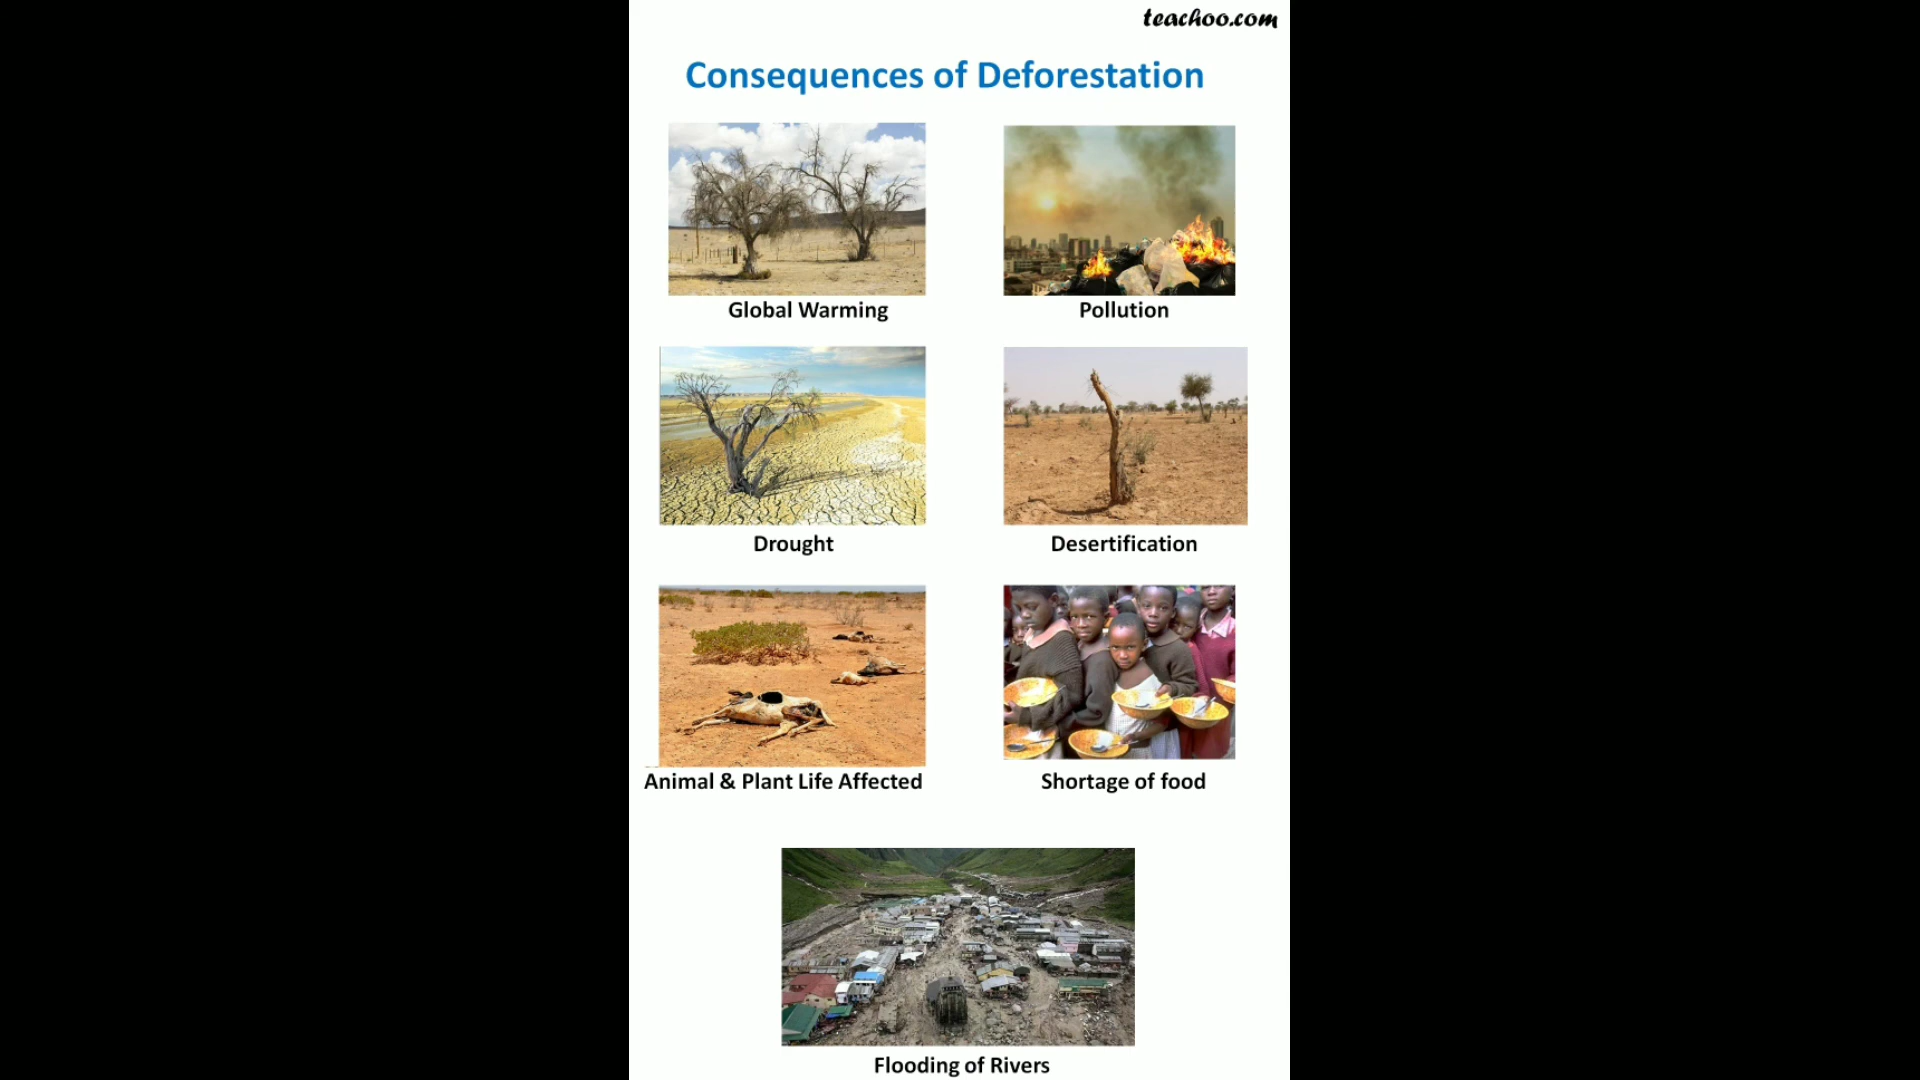 teachoo.com
Consequences of Deforestation
Global Warming
Pollution
Drought
Desertification
Animal & Plant Life Affected
Shortage of food
Flooding of Rivers